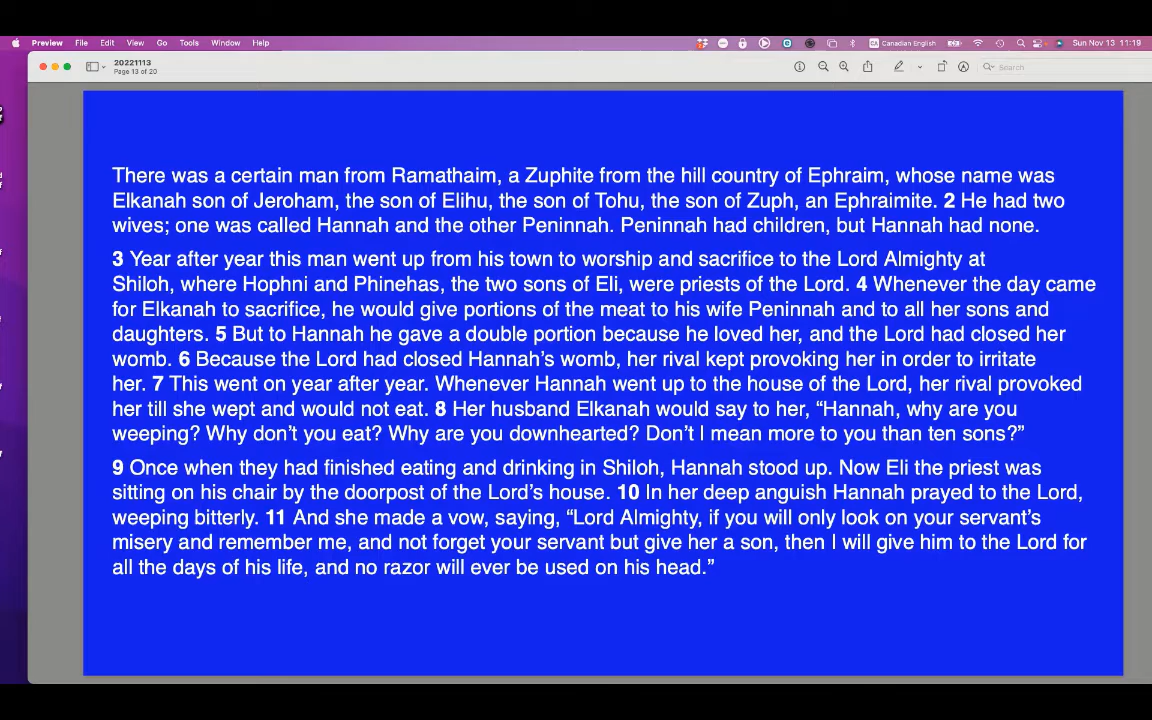 Preview File Edit View Go Tools Window Help Canadian English Sun Nov 13 11:19
20221113
Page 13 of 20
Search
There was a certain man from Ramathaim, a Zuphite from the hill country of Ephraim, whose name was
Elkanah son of Jeroham, the son of Elihu, the son of Tohu, the son of Zuph, an Ephraimite. 2 He had two
wives; one was called Hannah and the other Peninnah. Peninnah had children, but Hannah had none.
3 Year after year this man went up from his town to worship and sacrifice to the Lord Almighty at
Shiloh, where Hophni and Phinehas, the two sons of Eli, were priests of the Lord. 4 Whenever the day came
for Elkanah to sacrifice, he would give portions of the meat to his wife Peninnah and to all her sons and
daughters. 5 But to Hannah he gave a double portion because he loved her, and the Lord had closed her
womb. 6 Because the Lord had closed Hannah’s womb, her rival kept provoking her in order to irritate
her. 7 This went on year after year. Whenever Hannah went up to the house of the Lord, her rival provoked
her till she wept and would not eat. 8 Her husband Elkanah would say to her, “Hannah, why are you
weeping? Why don’t you eat? Why are you downhearted? Don’t I mean more to you than ten sons?”
9 Once when they had finished eating and drinking in Shiloh, Hannah stood up. Now Eli the priest was
sitting on his chair by the doorpost of the Lord’s house. 10 In her deep anguish Hannah prayed to the Lord,
weeping bitterly. 11 And she made a vow, saying, “Lord Almighty, if you will only look on your servant’s
misery and remember me, and not forget your servant but give her a son, then I will give him to the Lord for
all the days of his life, and no razor will ever be used on his head.”